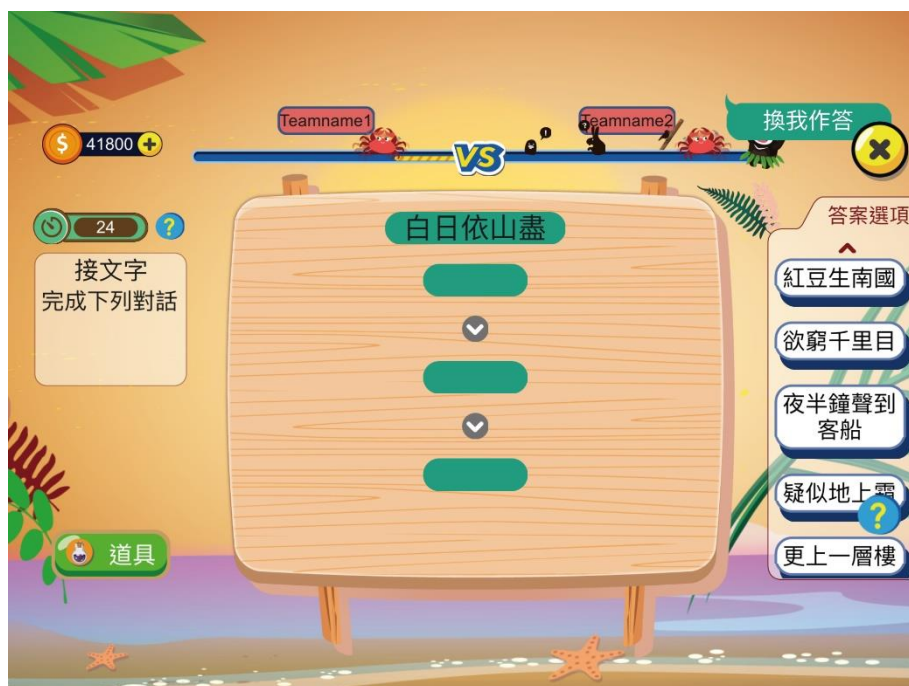 Teamname1
VS
Teamname2
換我作答
41800
24
?
接文字
完成下列對話
白日依山盡
答案選項
紅豆生南國
欲窮千里目
夜半鐘聲到
客船
疑似地上霜
?
更上一層樓
道具